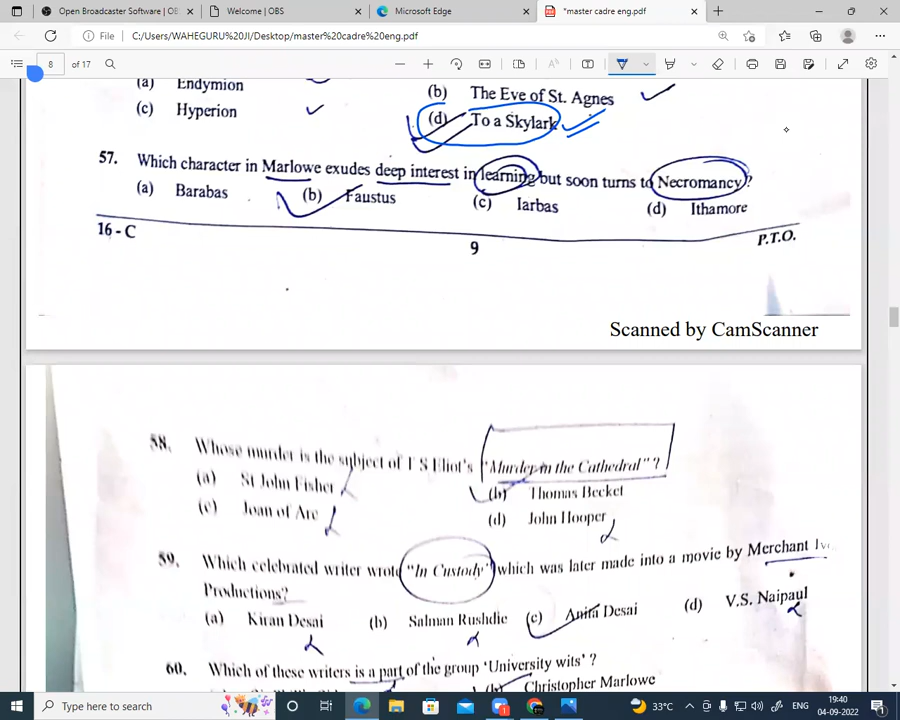 Open Broadcaster Software | OBS
Welcome | OBS
Microsoft Edge
*master cadre eng.pdf
File
C:/Users/WAHEGURU%20JI/Desktop/master%20cadre%20eng.pdf
8 of 17
(a) Endymion
(b) The Eve of St. Agnes
(c) Hyperion
(d) To a Skylark
57. Which character in Marlowe exudes deep interest in learning but soon turns to Necromancy?
(a) Barabas (b) Faustus (c) Iarbas (d) Ithamore
16 - C
9
P.T.O.
Scanned by CamScanner
58. Whose murder is the subject of T S Eliot's "Murder in the Cathedral" ?
(a) St John Fisher (b) Thomas Becket
(c) Joan of Arc (d) John Hooper
59. Which celebrated writer wrote "In Custody" which was later made into a movie by Merchant
Productions?
(a) Kiran Desai (b) Salman Rushdie (c) Anita Desai (d) V.S. Naipaul
60. Which of these writers is a part of the group 'University wits' ?
(b) Christopher Marlowe
Type here to search
33°C
ENG
19:40
04-09-2022